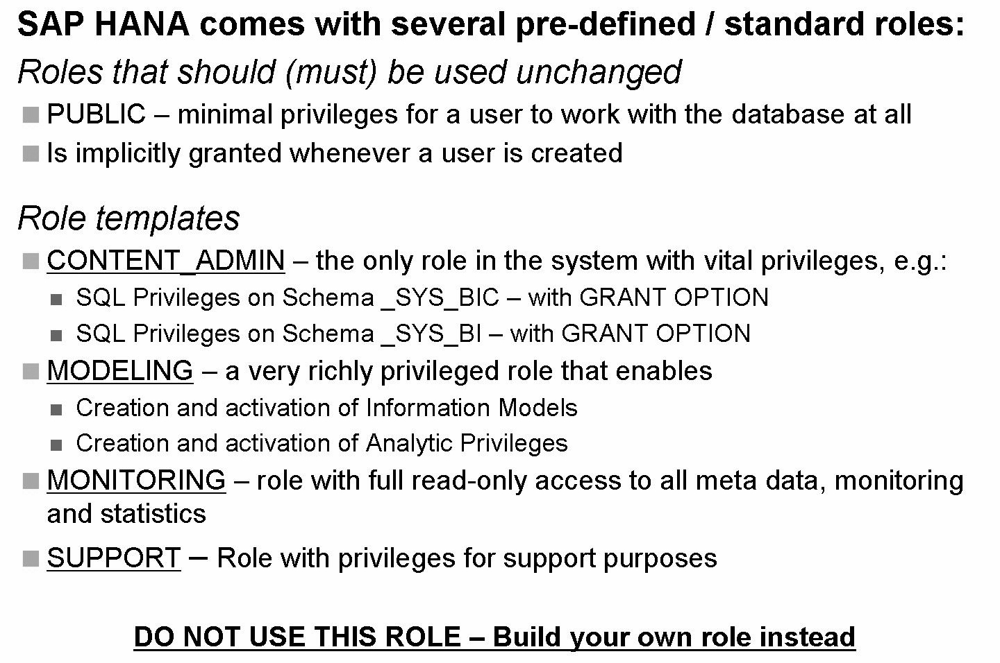 SAP HANA comes with several pre-defined / standard roles:
Roles that should (must) be used unchanged
PUBLIC – minimal privileges for a user to work with the database at all
Is implicitly granted whenever a user is created
Role templates
CONTENT_ADMIN – the only role in the system with vital privileges, e.g.:
SQL Privileges on Schema _SYS_BIC – with GRANT OPTION
SQL Privileges on Schema _SYS_BI – with GRANT OPTION
MODELING – a very richly privileged role that enables
Creation and activation of Information Models
Creation and activation of Analytic Privileges
MONITORING – role with full read-only access to all meta data, monitoring
and statistics
SUPPORT – Role with privileges for support purposes
DO NOT USE THIS ROLE – Build your own role instead